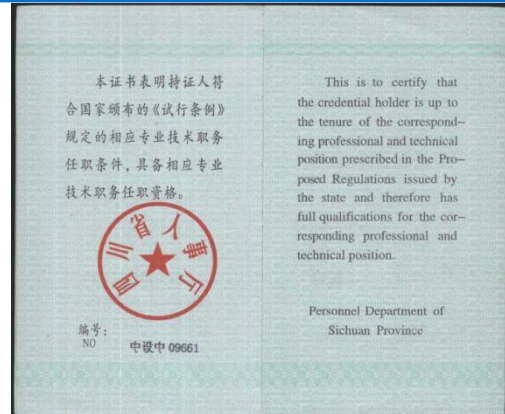 本证书表明持证人符
合国家颁布的《试行条例》
规定的相应专业技术职务
任职条件，具备相应专业
技术职务任职资格。
四川省人事厅
编号：
NO 中设中 09661
This is to certify that
the credential holder is up to
the tenure of the correspond-
ing professional and technical
position prescribed in the Pro-
posed Regulations issued by
the state and therefore has
full qualifications for the cor-
responding professional and
technical position.
Personnel Department of
Sichuan Province